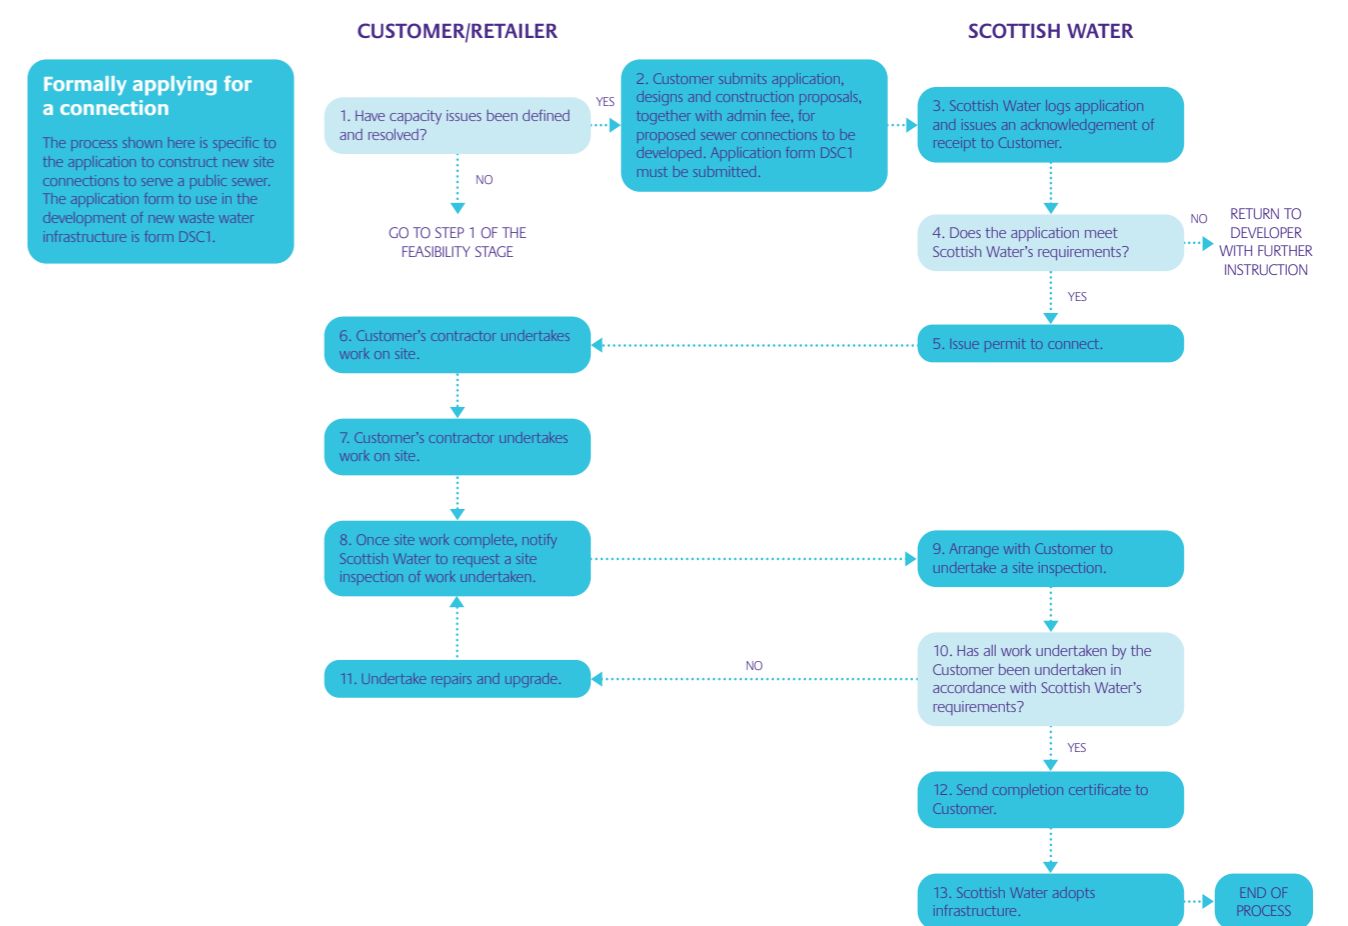 CUSTOMER/RETAILER
SCOTTISH WATER
Formally applying for
a connection
The process shown here is specific to
the application to construct new site
connections to serve a public sewer.
The application form to use in the
development of new waste water
infrastructure is form DSC1.
1. Have capacity issues been defined
and resolved?
YES
NO
GO TO STEP 1 OF THE
FEASIBILITY STAGE
2. Customer submits application,
designs and construction proposals,
together with admin fee, for
proposed sewer connections to be
developed. Application form DSC1
must be submitted.
3. Scottish Water logs application
and issues an acknowledgement of
receipt to Customer.
4. Does the application meet
Scottish Water's requirements?
NO
RETURN TO
DEVELOPER
WITH FURTHER
INSTRUCTION
YES
5. Issue permit to connect.
6. Customer's contractor undertakes
work on site.
7. Customer's contractor undertakes
work on site.
8. Once site work complete, notify
Scottish Water to request a site
inspection of work undertaken.
9. Arrange with Customer to
undertake a site inspection.
10. Has all work undertaken by the
Customer been undertaken in
accordance with Scottish Water's
requirements?
NO
11. Undertake repairs and upgrade.
YES
12. Send completion certificate to
Customer.
13. Scottish Water adopts
infrastructure.
END OF
PROCESS